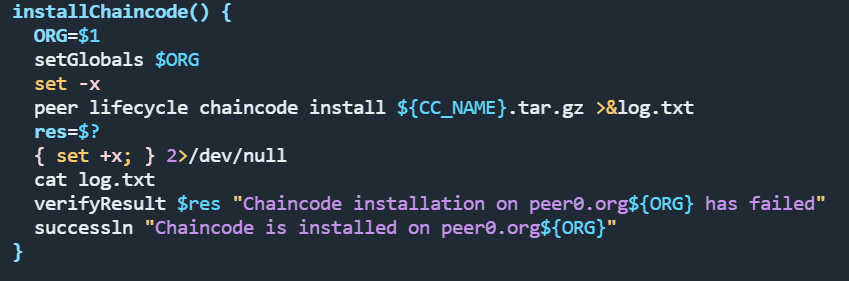 installChaincode() {
  ORG=$1
  setGlobals $ORG
  set -x
  peer lifecycle chaincode install ${CC_NAME}.tar.gz >&log.txt
  res=$?
  { set +x; } 2>/dev/null
  cat log.txt
  verifyResult $res "Chaincode installation on peer0.org${ORG} has failed"
  successln "Chaincode is installed on peer0.org${ORG}"
}